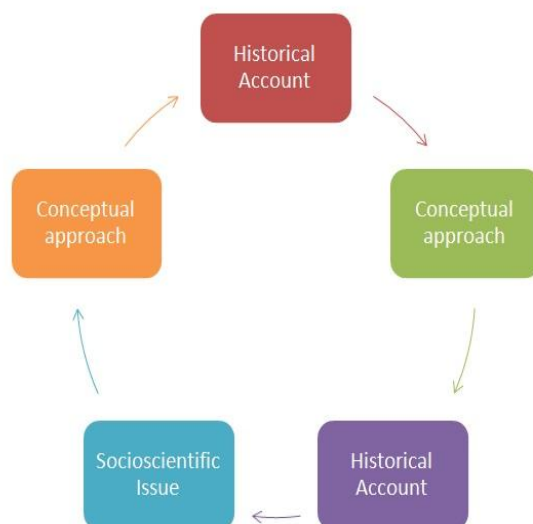 Historical
Account
Conceptual
approach
Historical
Account
Socioscientific
Issue
Conceptual
approach